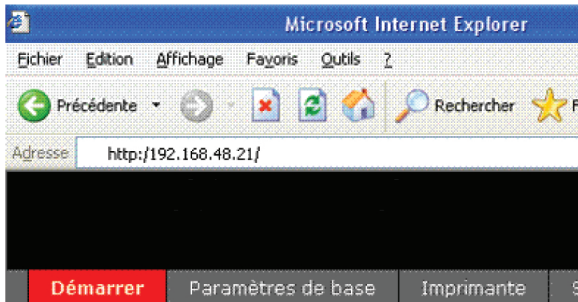 Microsoft Internet Explorer
Fichier Edition Affichage Favoris Outils ?
Précédente Rechercher F
Adresse http:/192.168.48.21/
Démarrer Paramètres de base Imprimante S